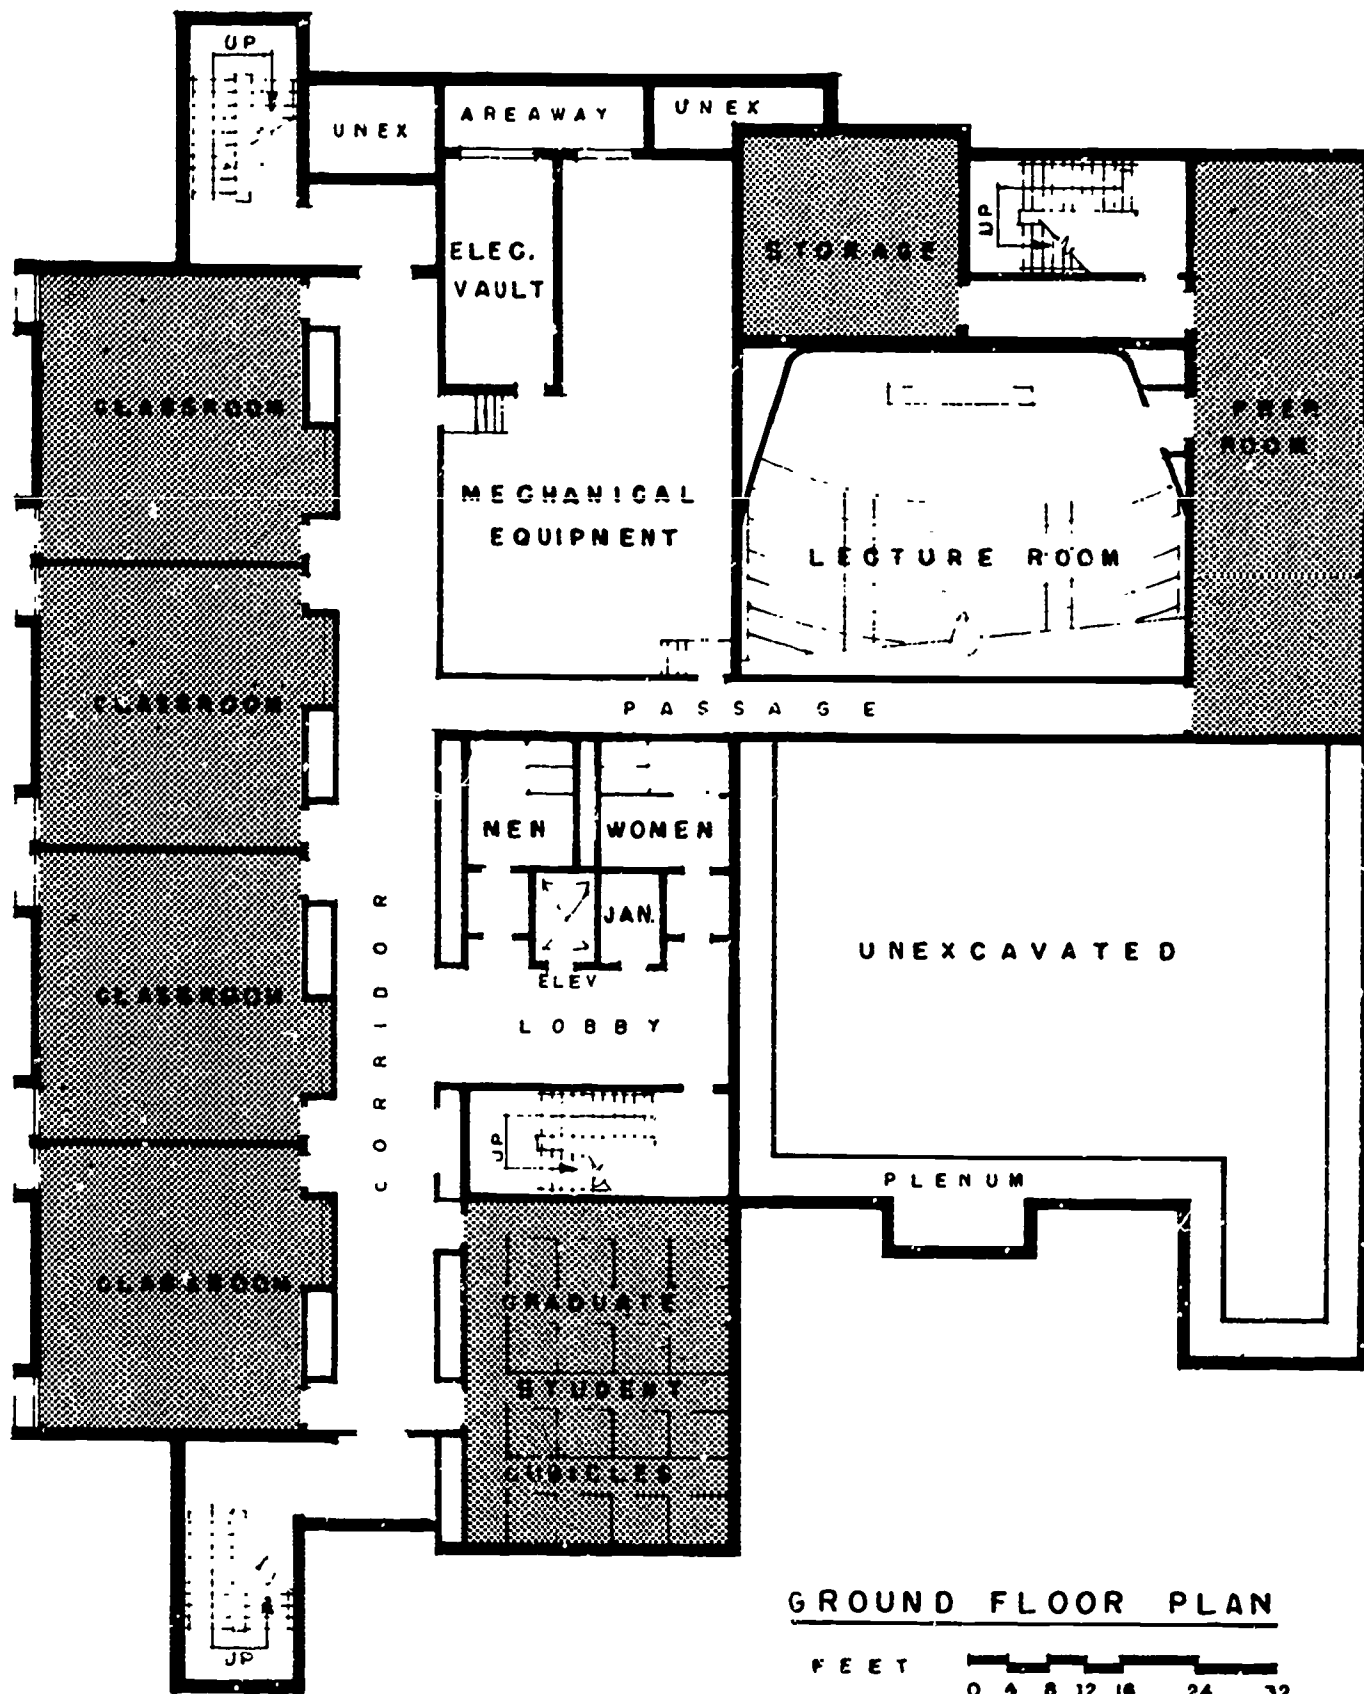 UP
UNEX
AREAWAY
UNEX
ELEC.
VAULT
STORAGE
UP
CLASSROOM
PREP
ROOM
MECHANICAL
EQUIPMENT
LECTURE ROOM
CLASSROOM
PASSAGE
MEN
WOMEN
JAN.
CORRIDOR
UNEXCAVATED
CLASSROOM
ELEV
LOBBY
UP
PLENUM
CLASSROOM
GRADUATE
STUDENT
CUBICLES
UP
GROUND FLOOR PLAN
FEET
0 4 8 12 16 24 32